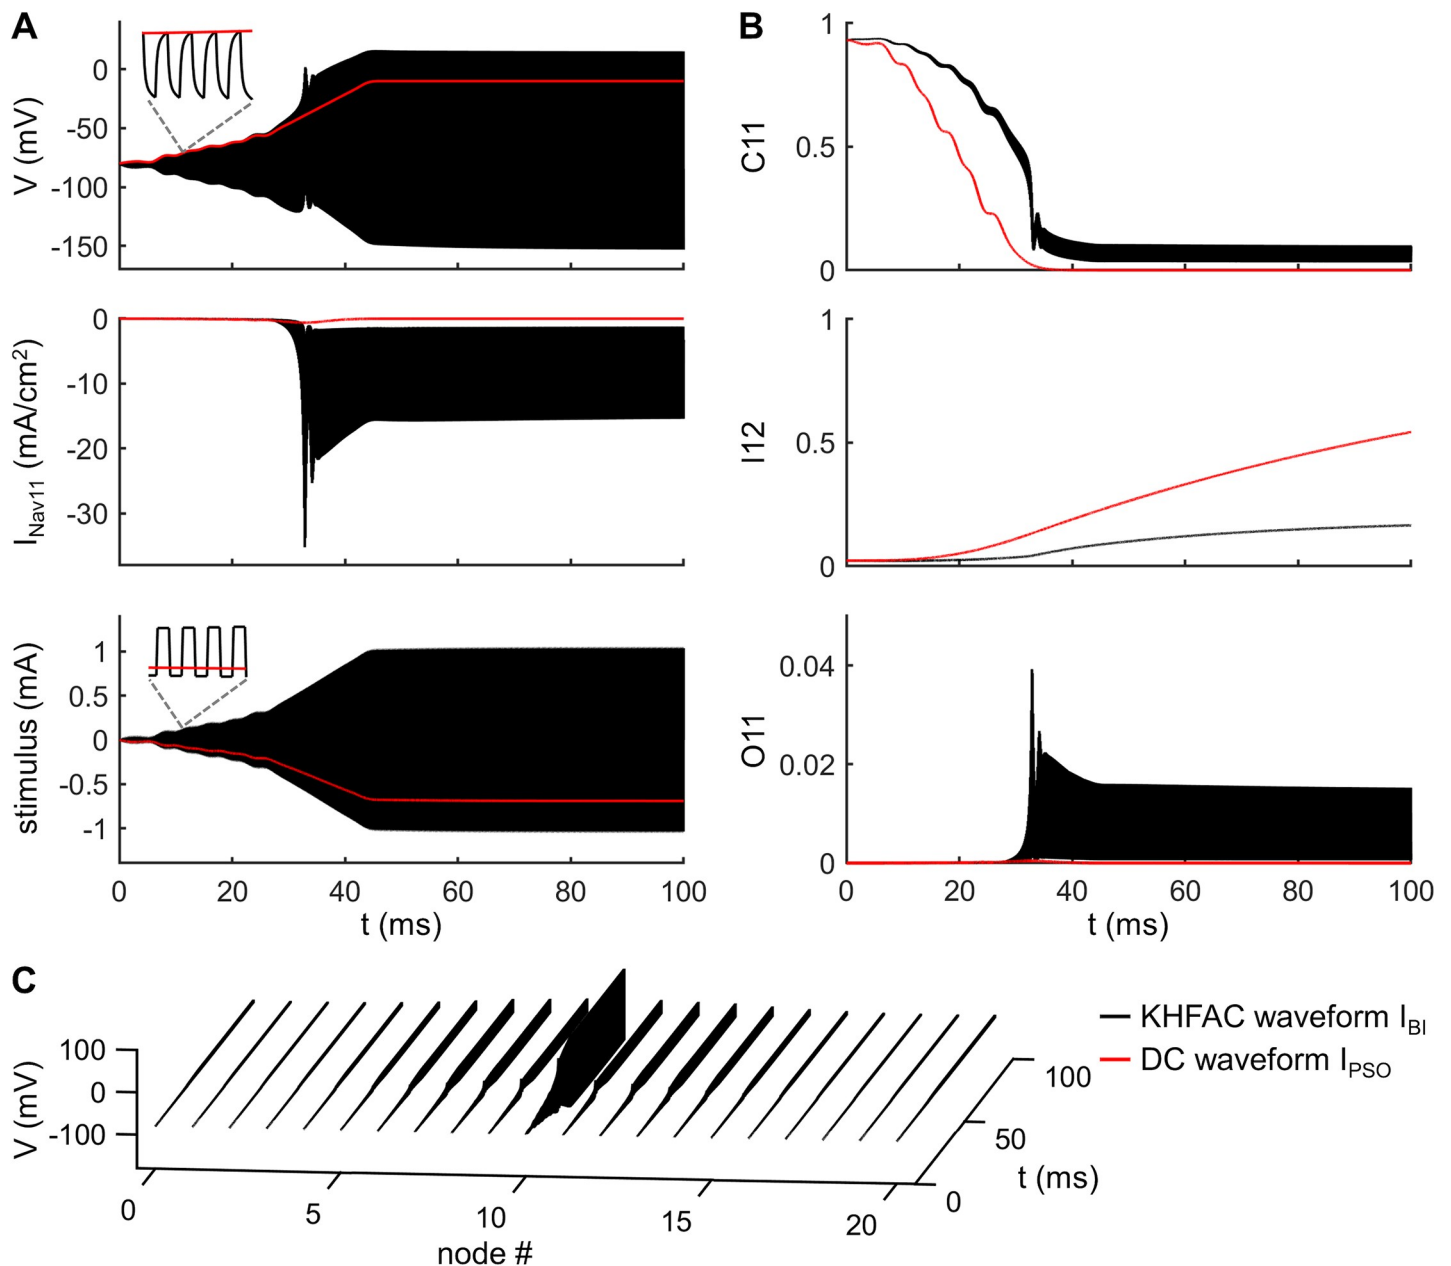 A
0
-50
-100
-150
V (mV)
0
-10
-20
-30
I_Nav11 (mA/cm²)
1
0.5
0
-0.5
-1
stimulus (mA)
0 20 40 60 80 100
t (ms)
B
1
0.5
0
C11
1
0.5
0
I12
0.04
0.02
0
O11
0 20 40 60 80 100
t (ms)
C
100
0
-100
V (mV)
0 5 10 15 20
node #
0 50 100
t (ms)
KHFAC waveform I_BI
DC waveform I_PSO